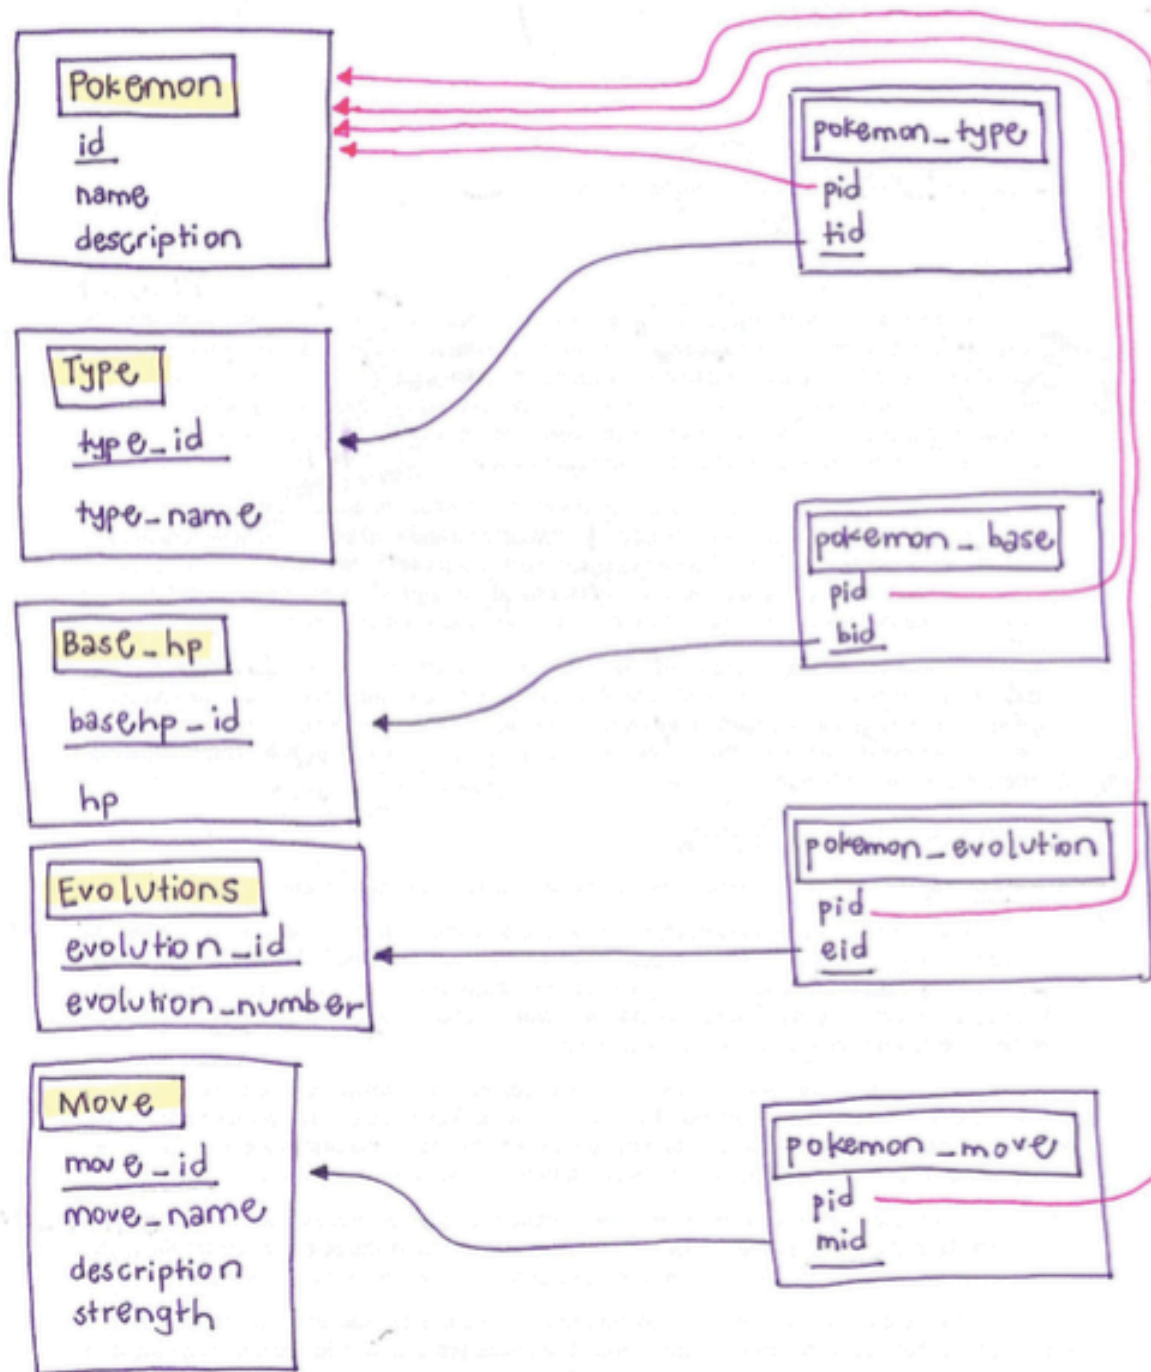 Pokemon
id
name
description
pokemon_type
pid
tid
Type
type_id
type_name
pokemon_base
pid
bid
Base_hp
basehp_id
hp
pokemon_evolution
pid
eid
Evolutions
evolution_id
evolution_number
Move
move_id
move_name
description
strength
pokemon_move
pid
mid